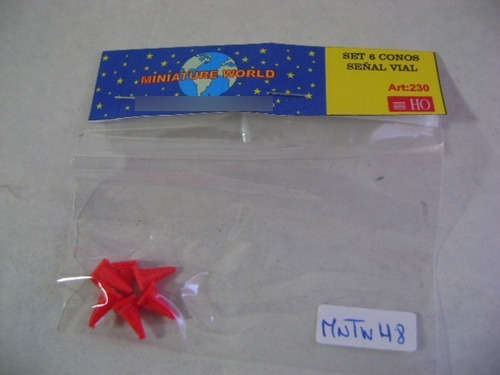 MINIATURE WORLD
SET 6 CONOS
SEÑAL VIAL
Art:230
HO
MNTN48